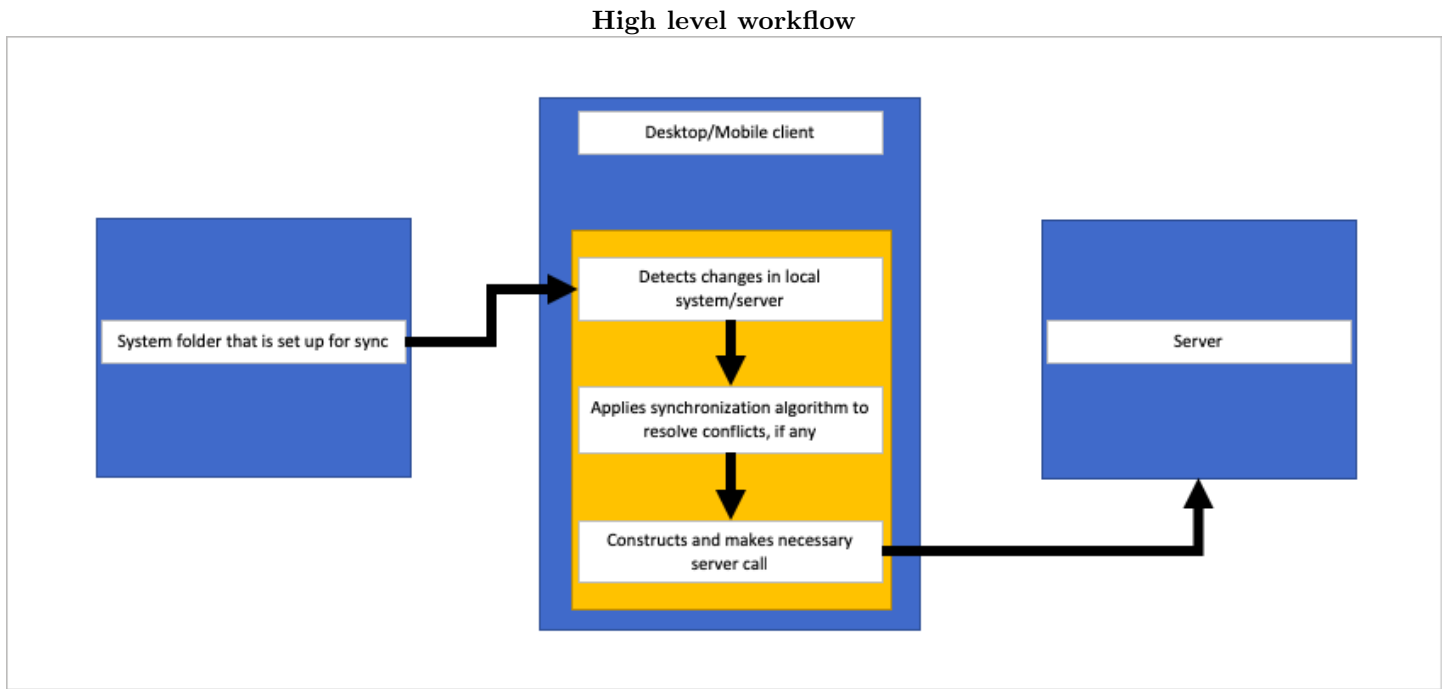 High level workflow
Desktop/Mobile client
Detects changes in local
system/server
System folder that is set up for sync
Server
Applies synchronization algorithm to
resolve conflicts, if any
Constructs and makes necessary
server call